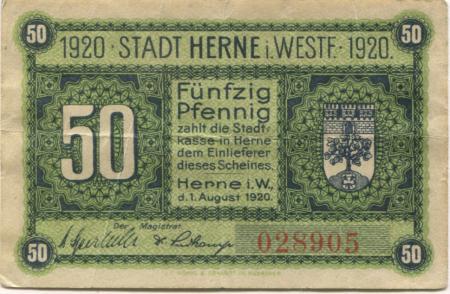 50 50
1920 · STADT HERNE i. WESTF. · 1920.
50
Fünfzig
Pfennig
zahlt die Stadt-
kasse in Herne
dem Einlieferer
dieses Scheines.
Herne i.W.,
d. 1. August 1920.
Der Magistrat
028905
50 50